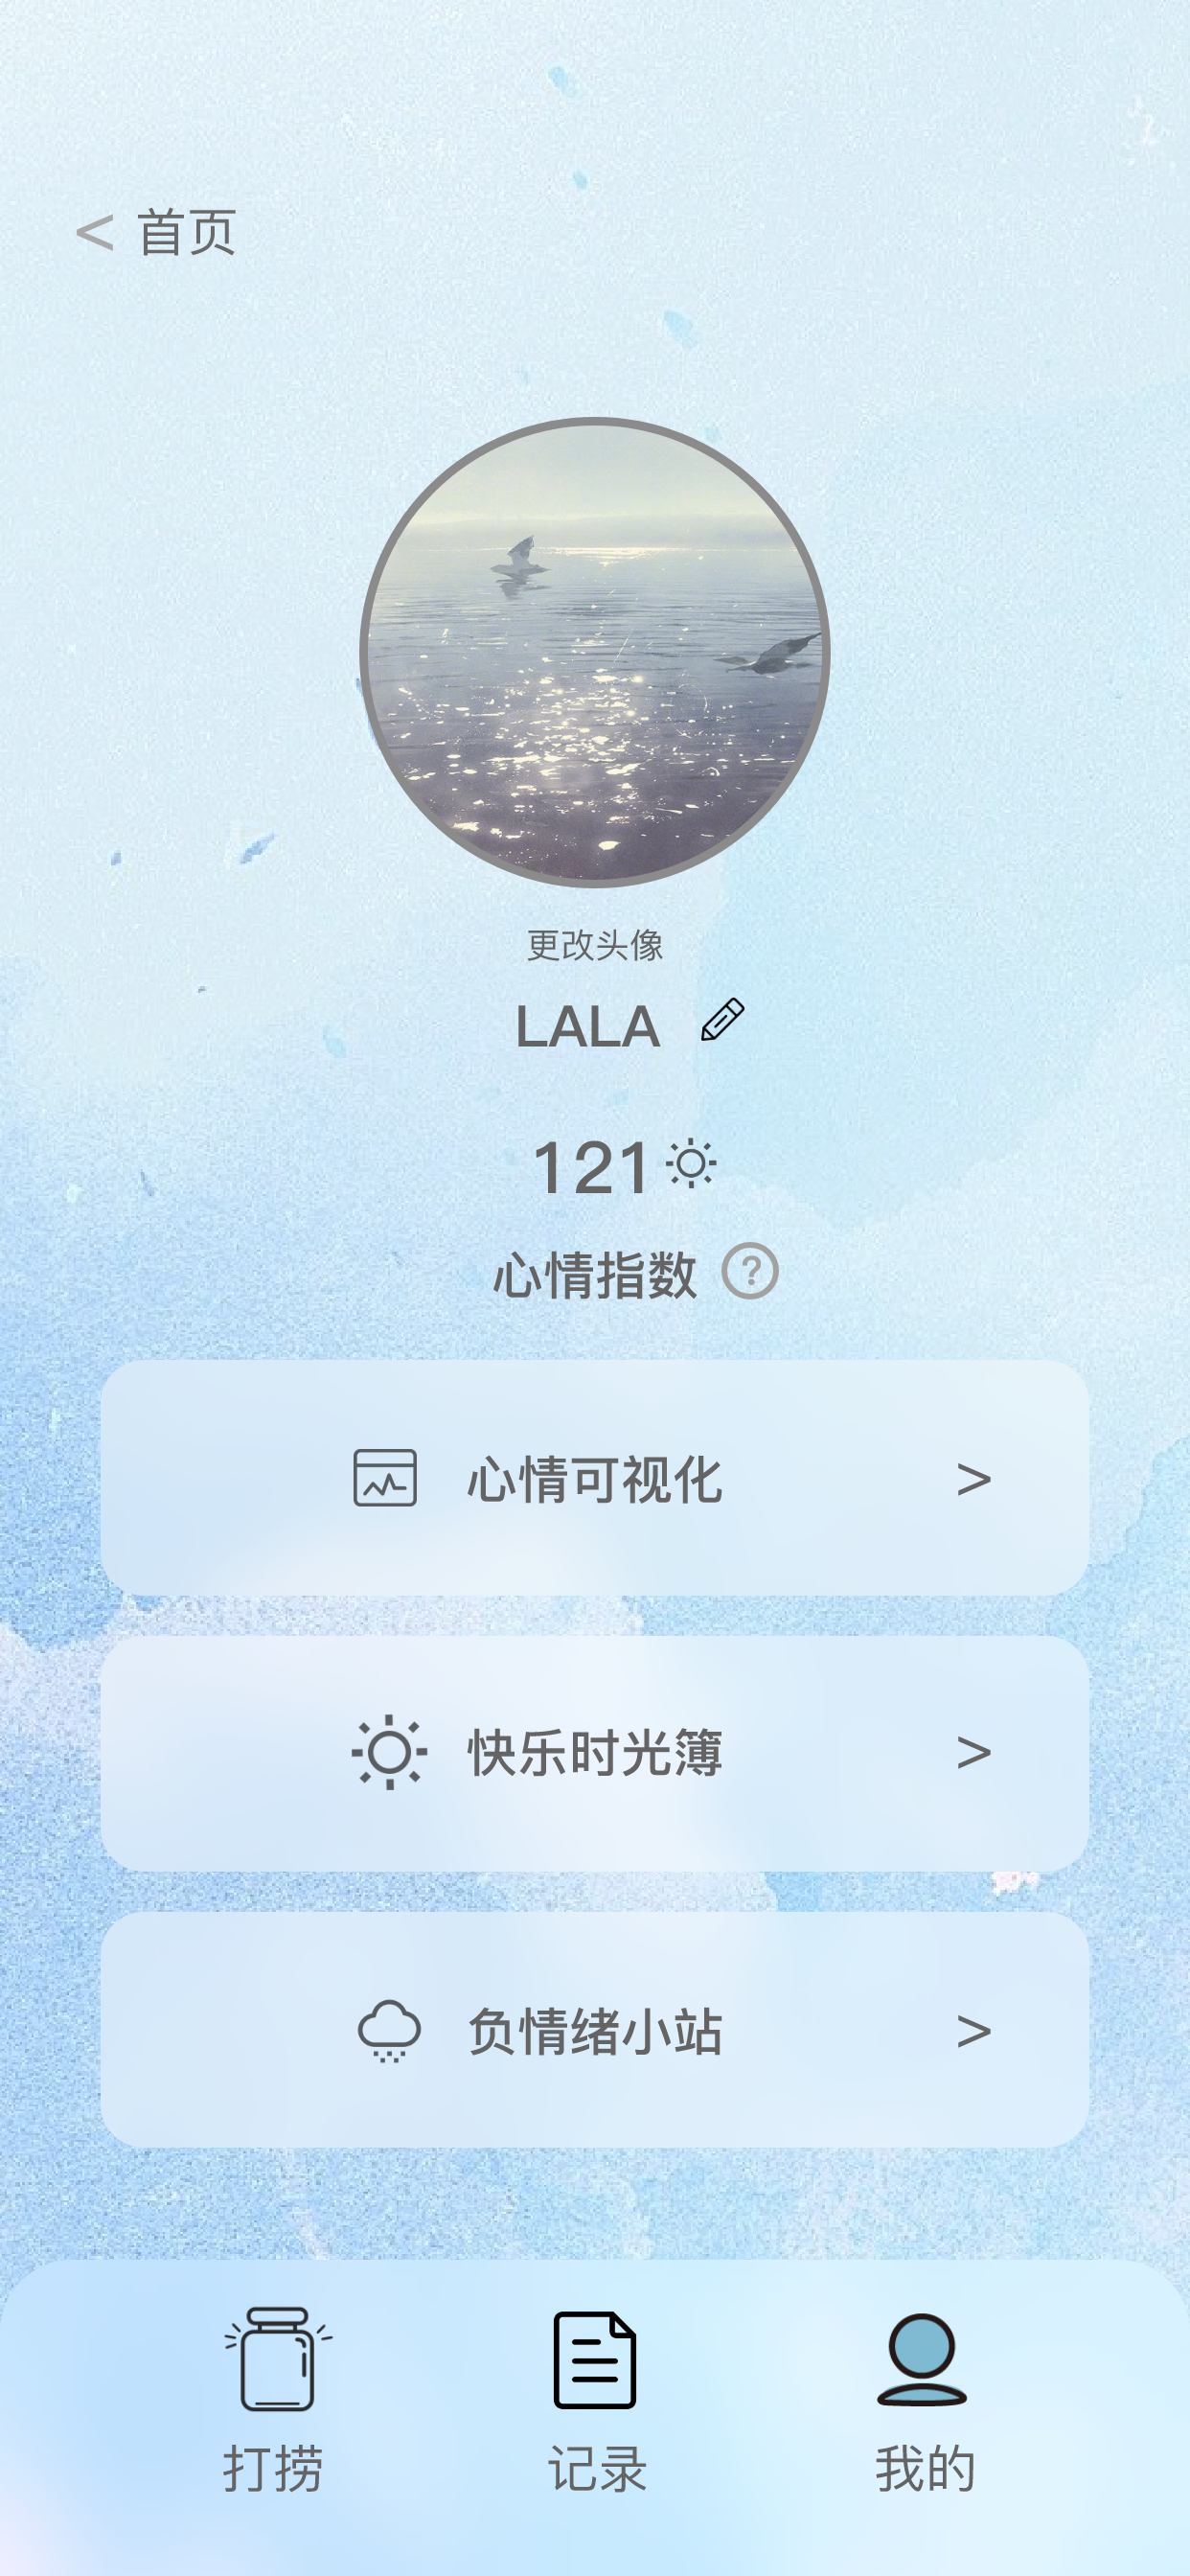 < 首页
更改头像
LALA
121
心情指数 ?
心情可视化 >
快乐时光簿 >
负情绪小站 >
打捞 记录 我的